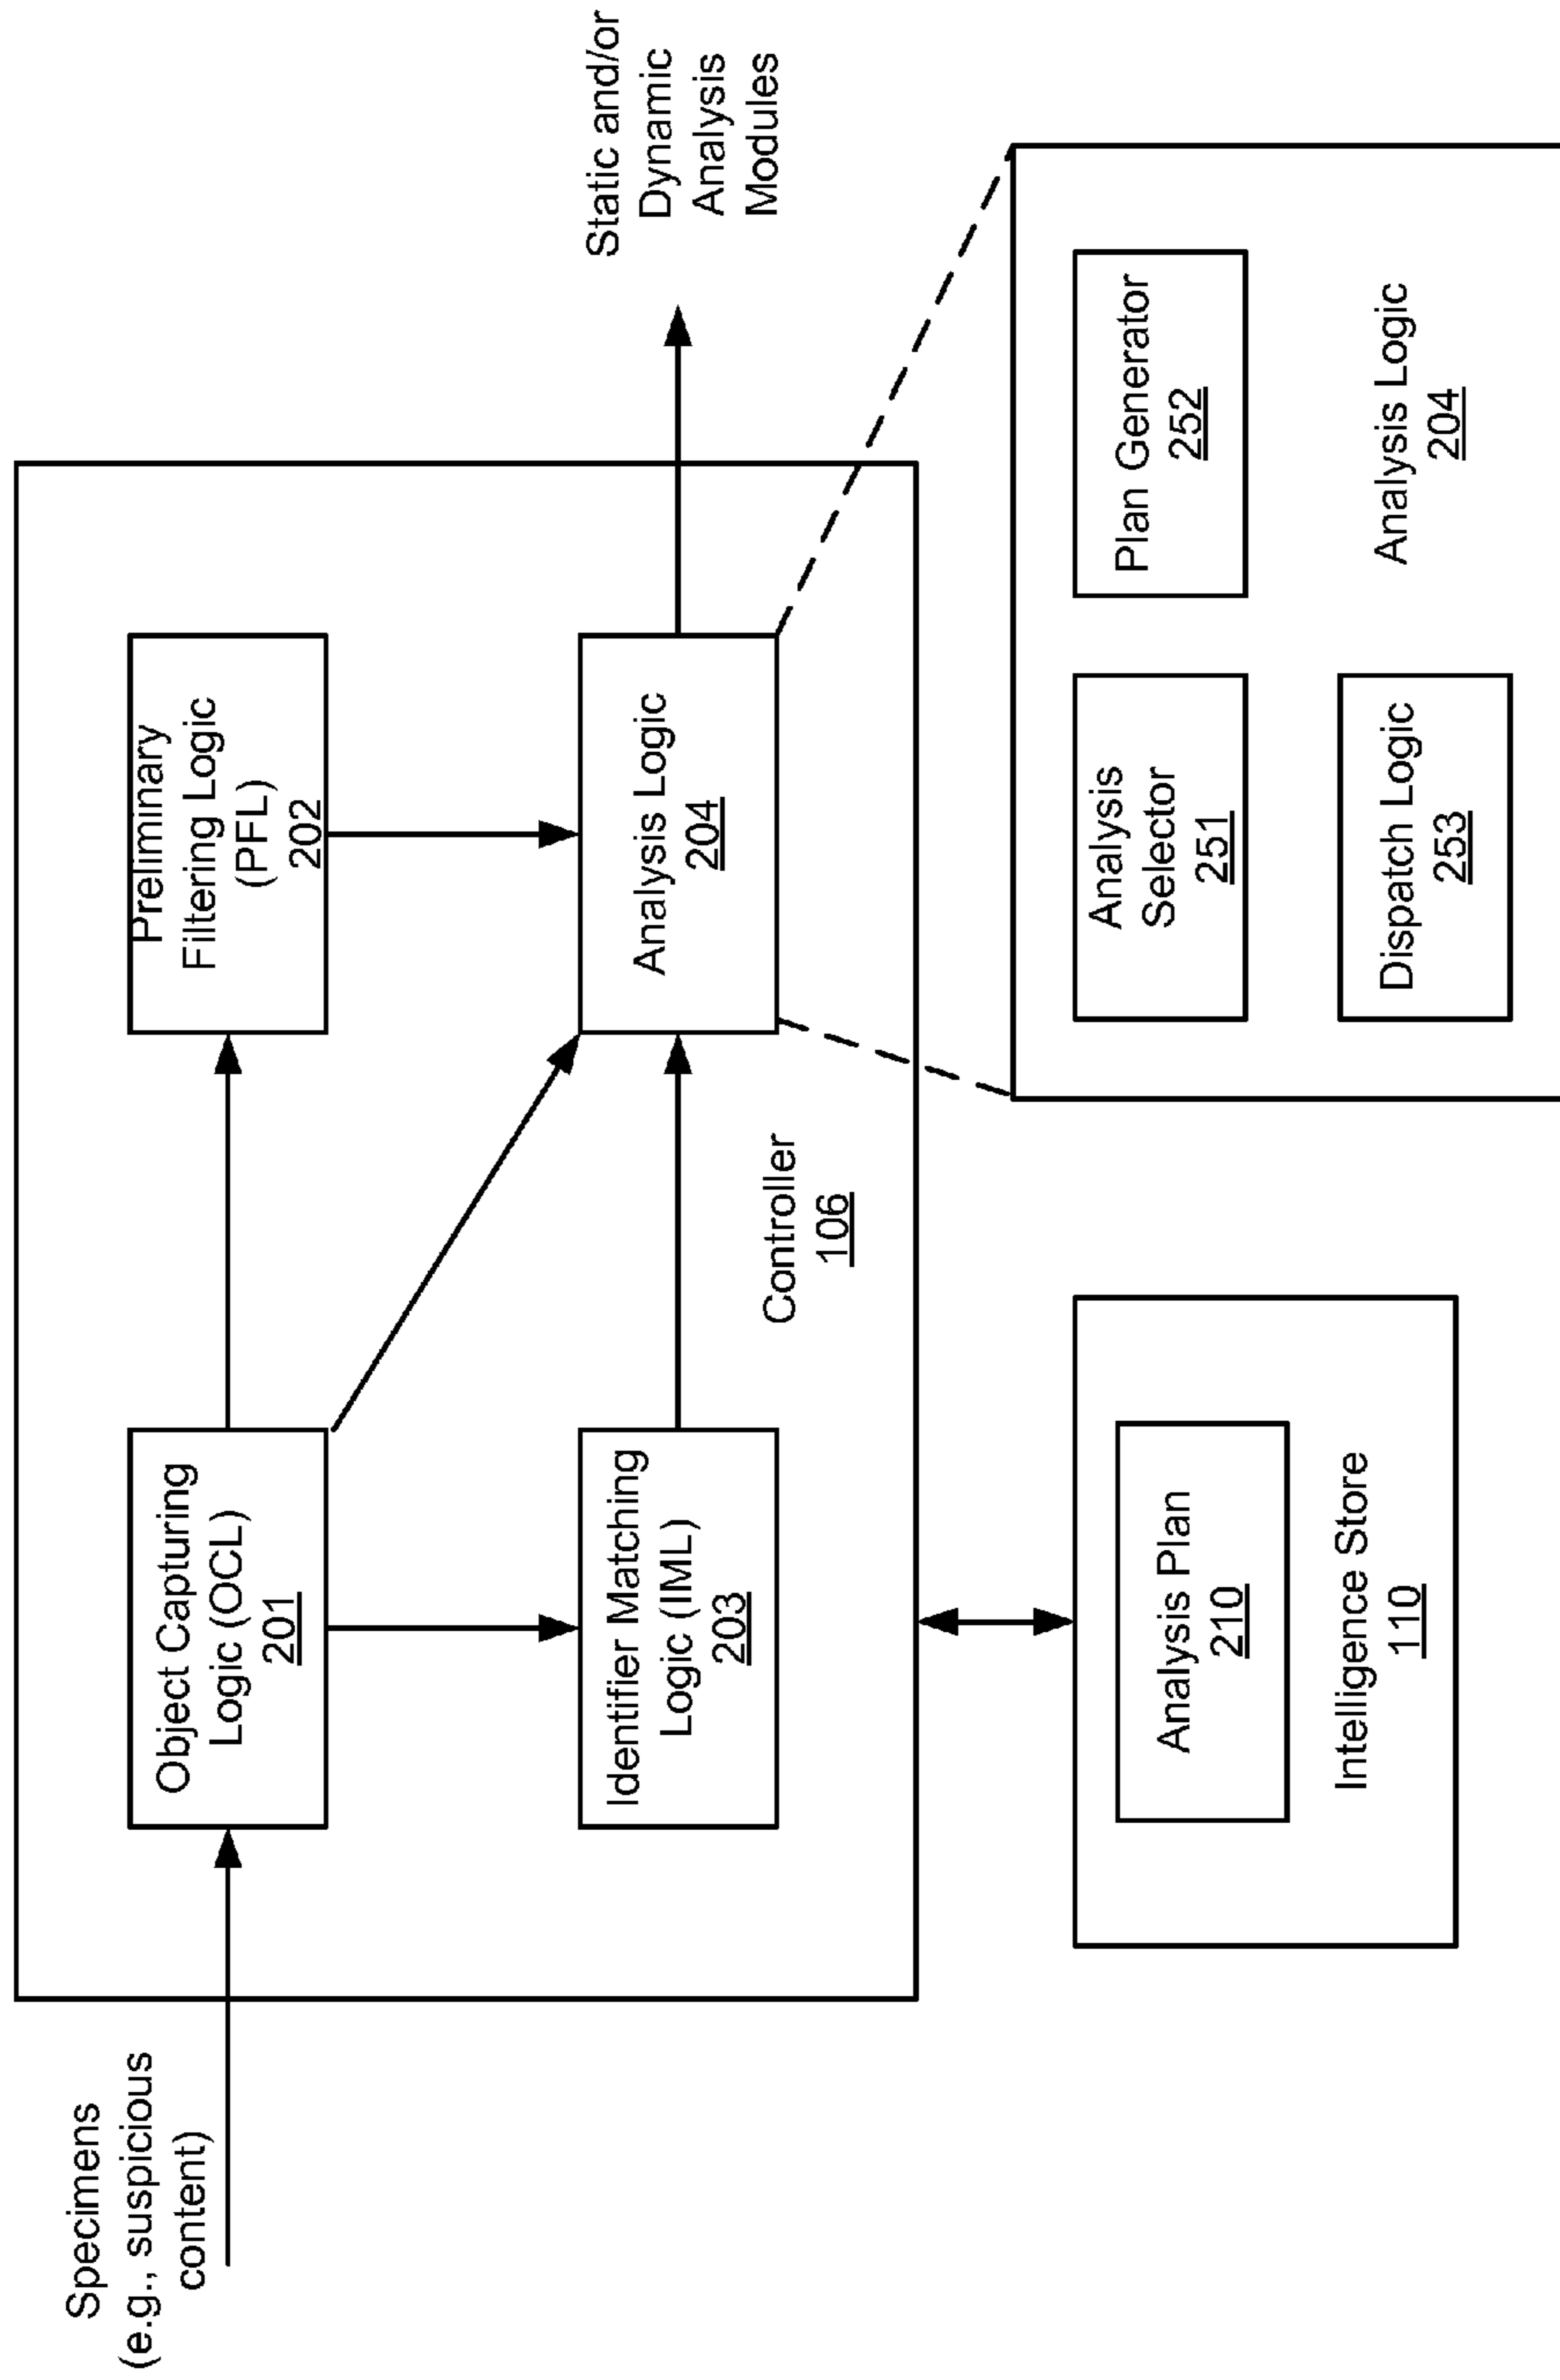 Specimens
(e.g., suspicious
content)
Object Capturing
Logic (OCL)
201
Preliminary
Filtering Logic
(PFL)
202
Identifier Matching
Logic (IML)
203
Analysis Logic
204
Static and/or
Dynamic
Analysis
Modules
Controller
106
Analysis Plan
210
Intelligence Store
110
Analysis
Selector
251
Plan Generator
252
Dispatch Logic
253
Analysis Logic
204